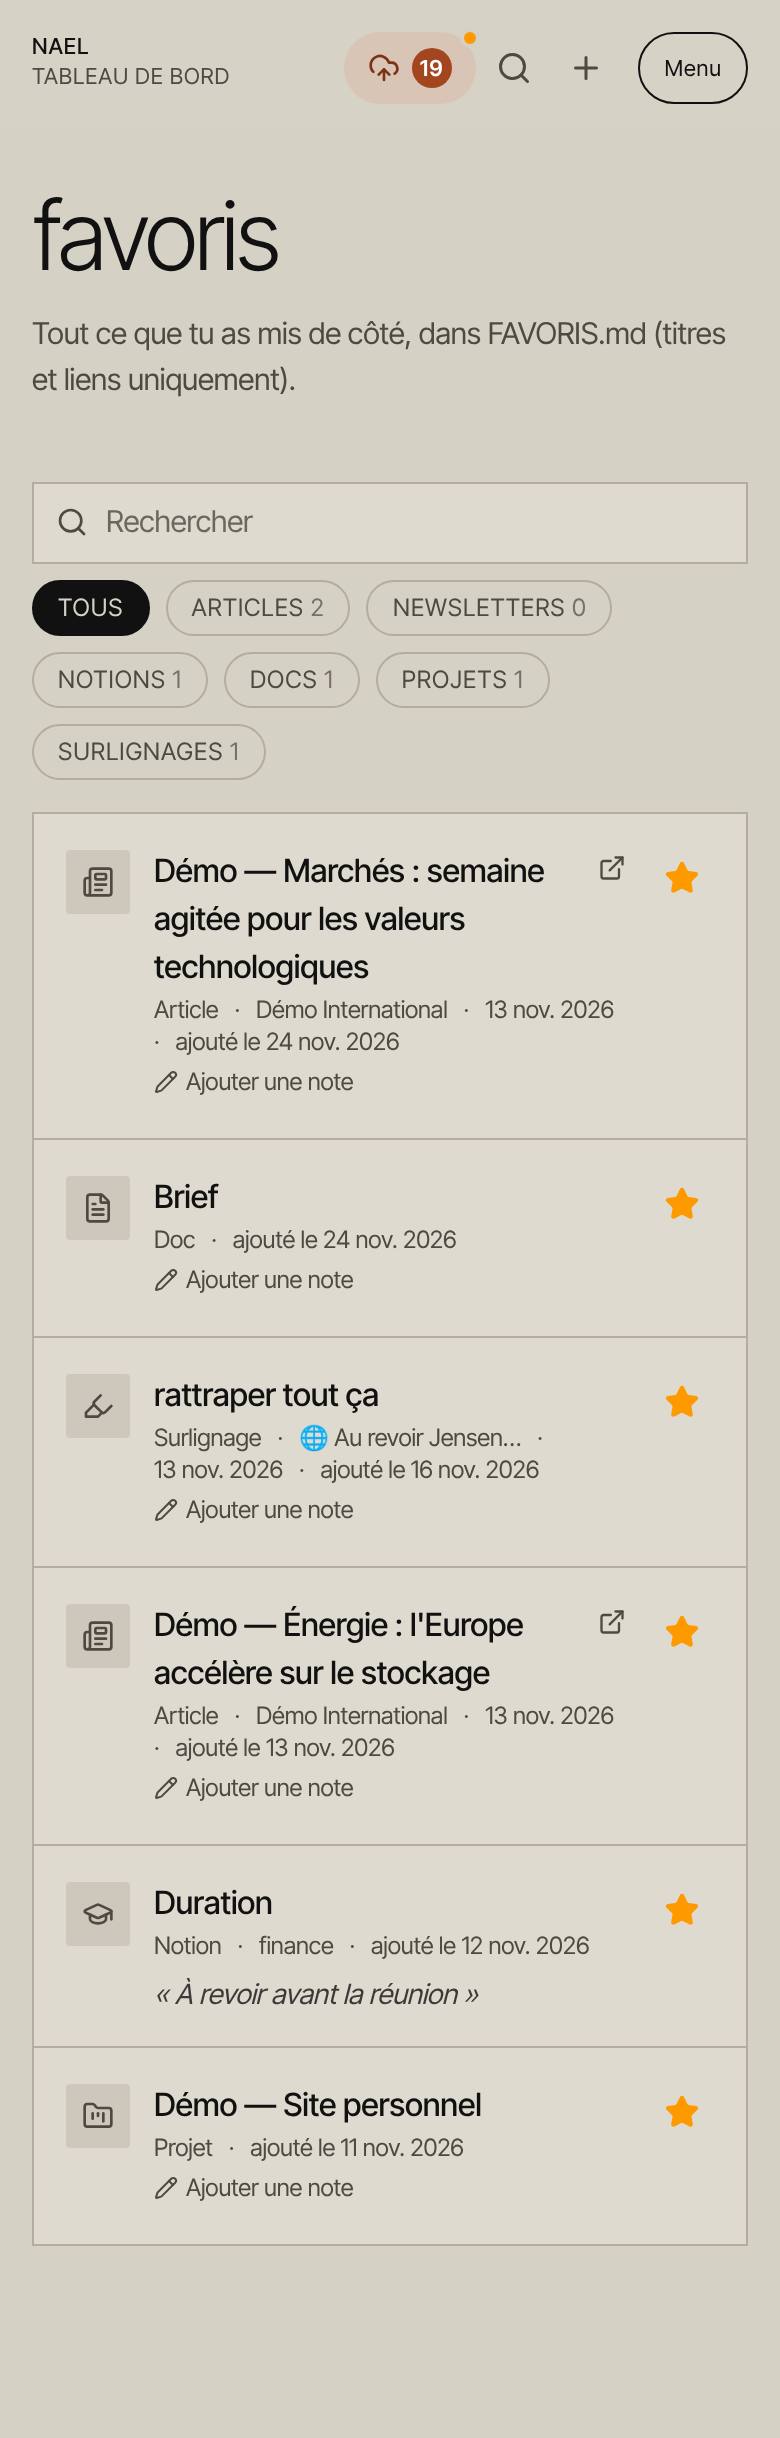 NAEL
TABLEAU DE BORD
19
Menu
favoris
Tout ce que tu as mis de côté, dans FAVORIS.md (titres
et liens uniquement).
Rechercher
TOUS
ARTICLES 2
NEWSLETTERS 0
NOTIONS 1
DOCS 1
PROJETS 1
SURLIGNAGES 1
Démo — Marchés : semaine
agitée pour les valeurs
technologiques
Article · Démo International · 13 nov. 2026
· ajouté le 24 nov. 2026
Ajouter une note
Brief
Doc · ajouté le 24 nov. 2026
Ajouter une note
rattraper tout ça
Surlignage · 🌐 Au revoir Jensen… ·
13 nov. 2026 · ajouté le 16 nov. 2026
Ajouter une note
Démo — Énergie : l'Europe
accélère sur le stockage
Article · Démo International · 13 nov. 2026
· ajouté le 13 nov. 2026
Ajouter une note
Duration
Notion · finance · ajouté le 12 nov. 2026
« À revoir avant la réunion »
Démo — Site personnel
Projet · ajouté le 11 nov. 2026
Ajouter une note